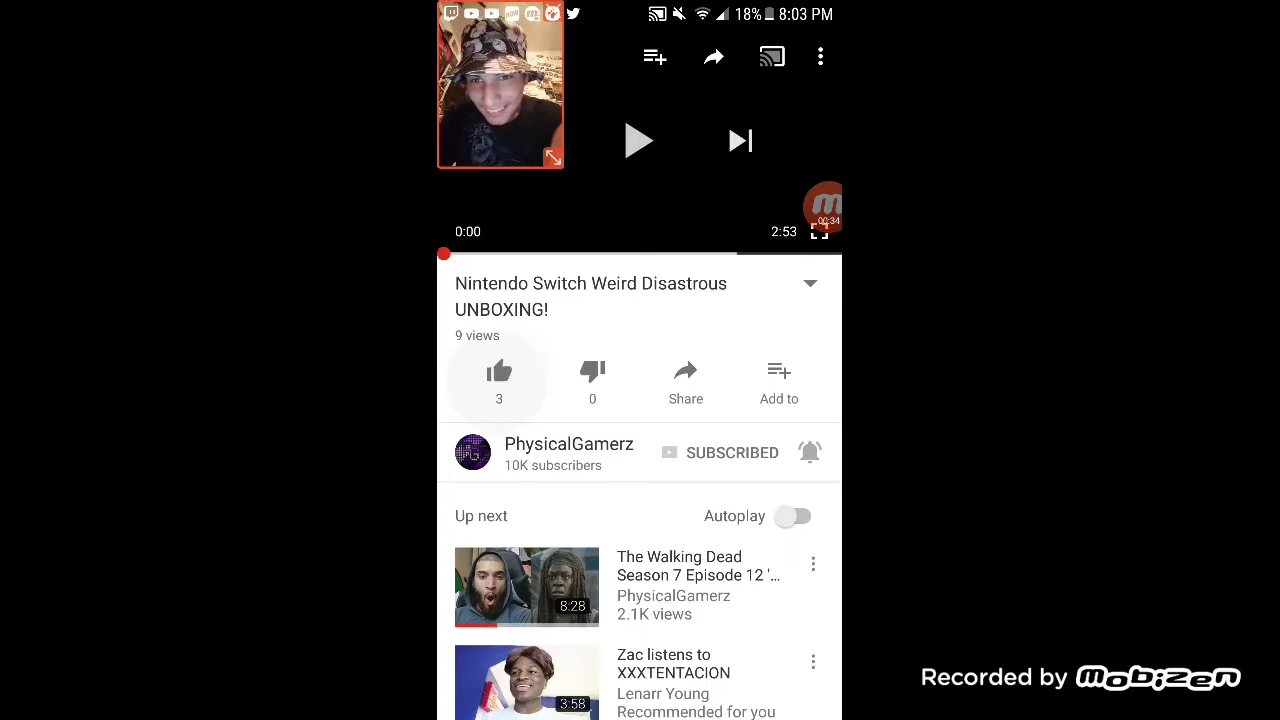 18% 8:03 PM
00:34
0:00
2:53
Nintendo Switch Weird Disastrous
UNBOXING!
9 views
3
0
Share
Add to
PhysicalGamerz
10K subscribers
SUBSCRIBED
Up next
Autoplay
The Walking Dead
Season 7 Episode 12 '...
PhysicalGamerz
2.1K views
8:28
Zac listens to
XXXTENTACION
Lenarr Young
Recommended for you
3:58
Recorded by mobizen